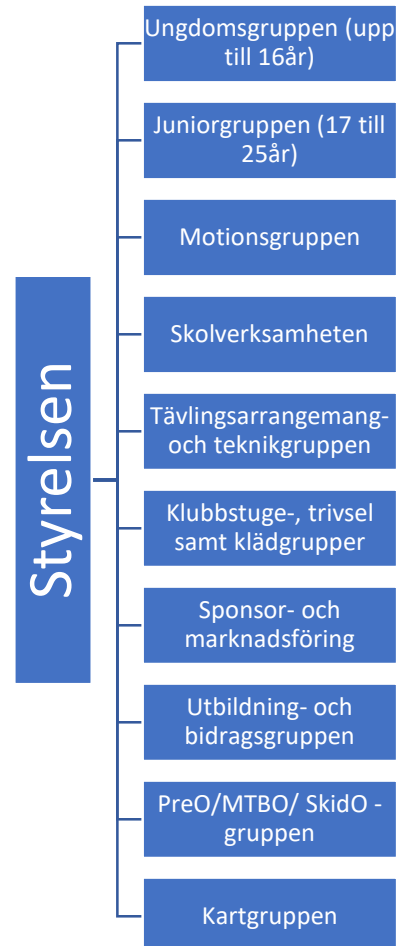 Styrelsen
Ungdomsgruppen (upp
till 16år)
Juniorgruppen (17 till
25år)
Motionsgruppen
Skolverksamheten
Tävlingsarrangemang-
och teknikgruppen
Klubbstuge-, trivsel
samt klädgrupper
Sponsor- och
marknadsföring
Utbildning- och
bidragsgruppen
PreO/MTBO/ SkidO -
gruppen
Kartgruppen